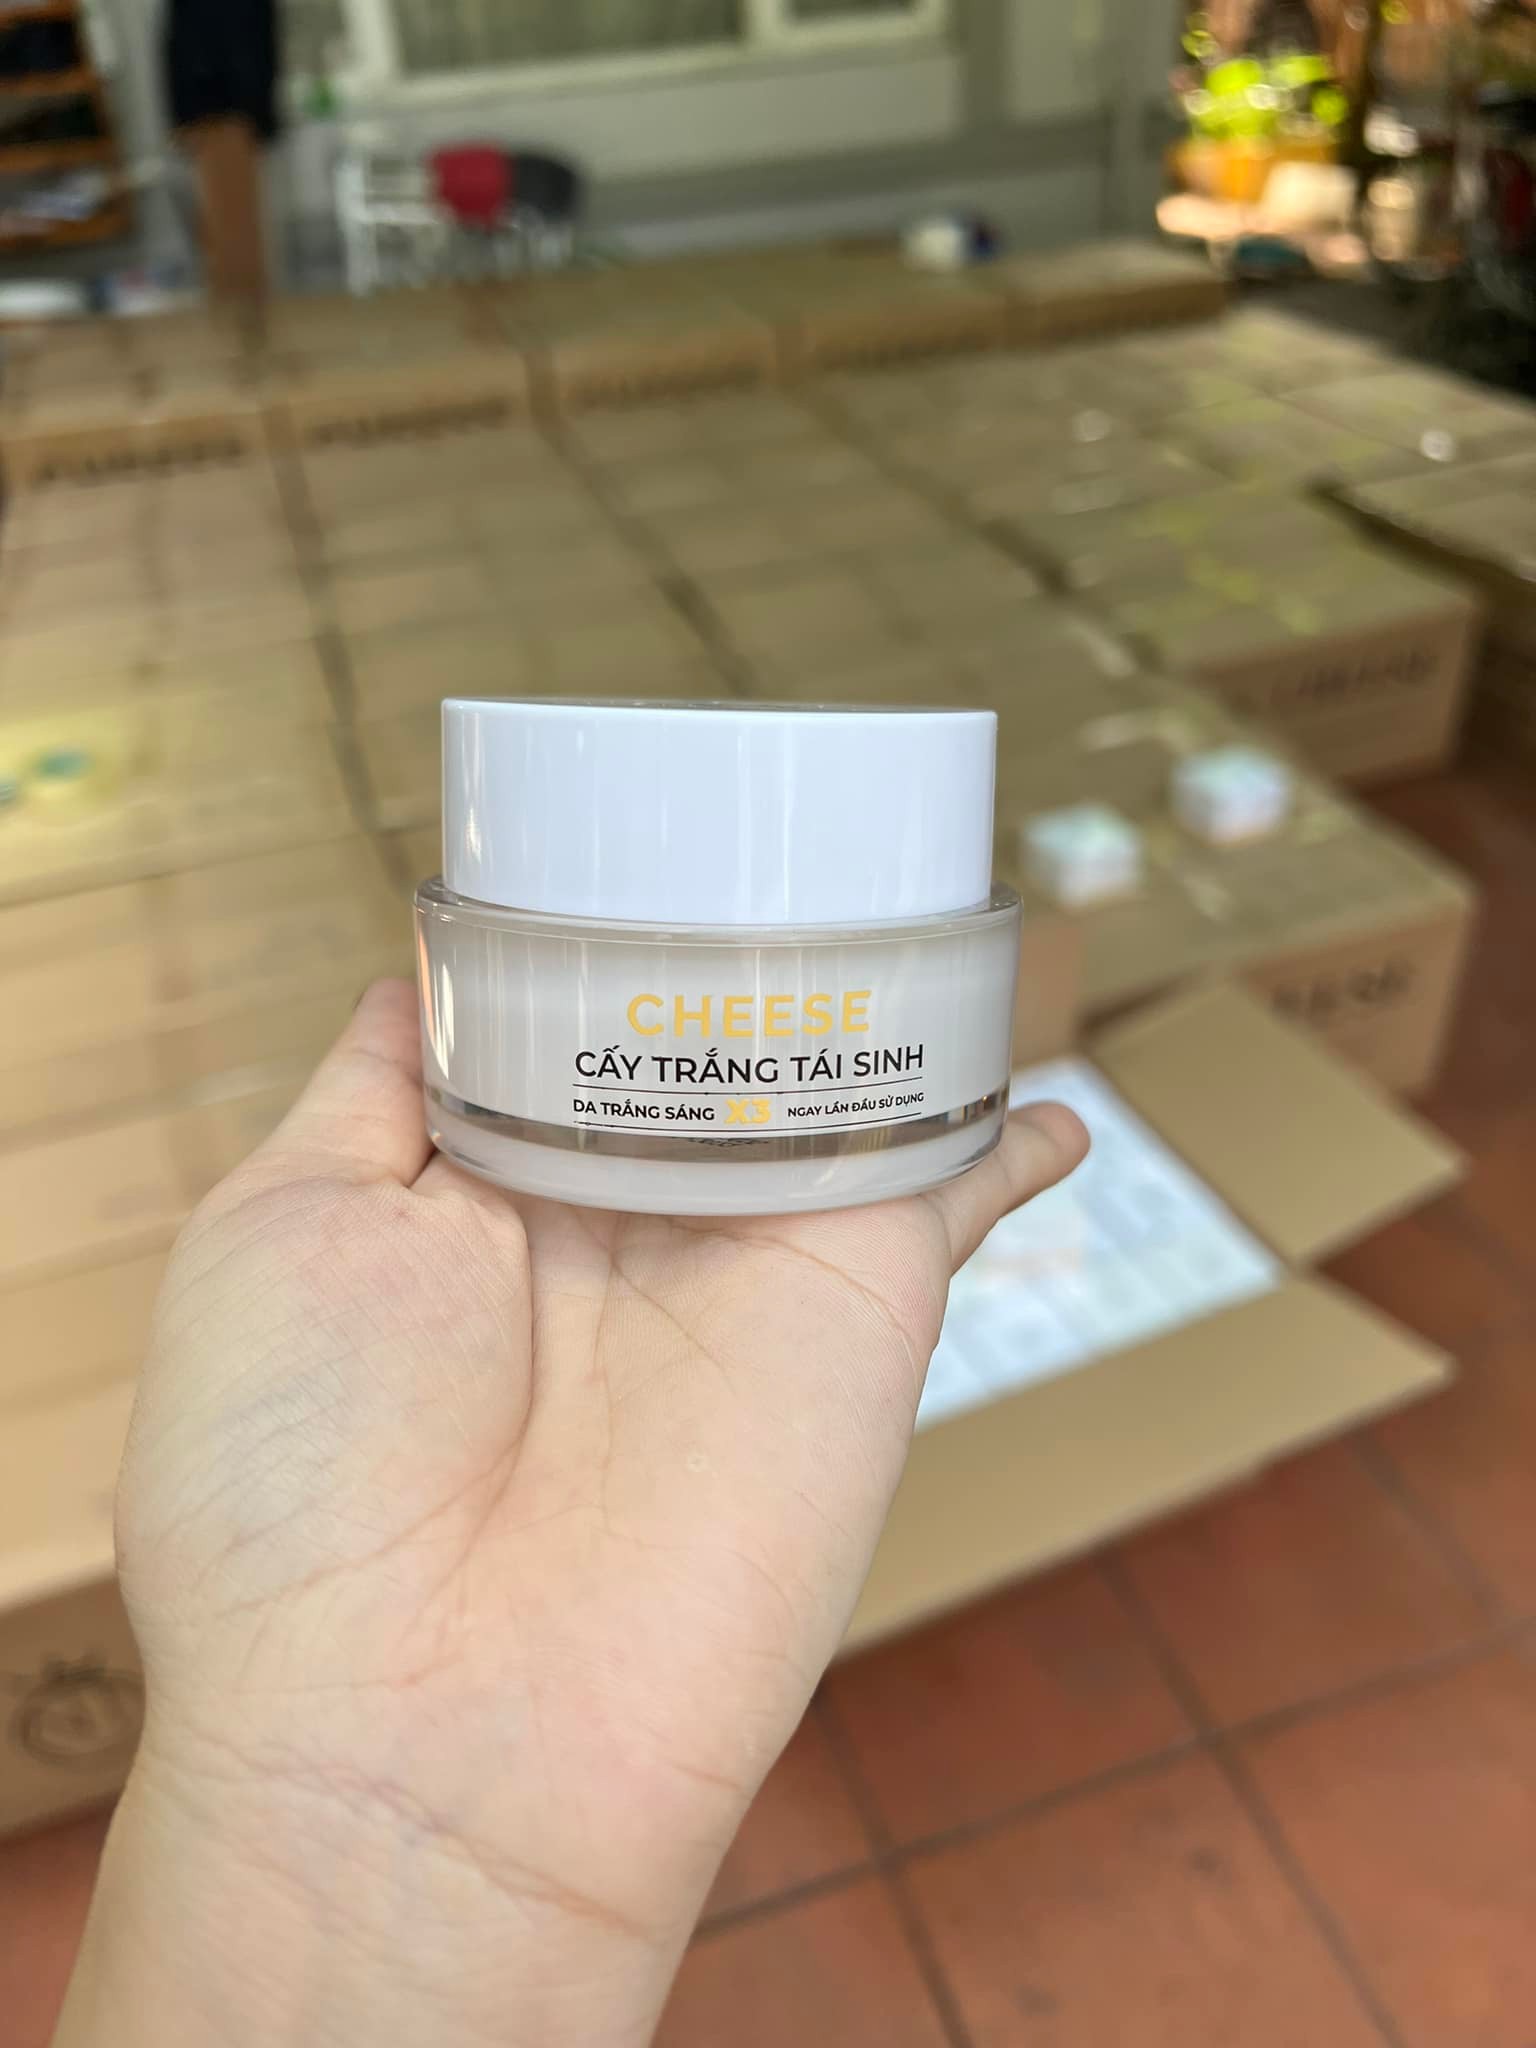 CHEESE
CẤY TRẮNG TÁI SINH
DA TRẮNG SÁNG X3 NGAY LẦN ĐẦU SỬ DỤNG